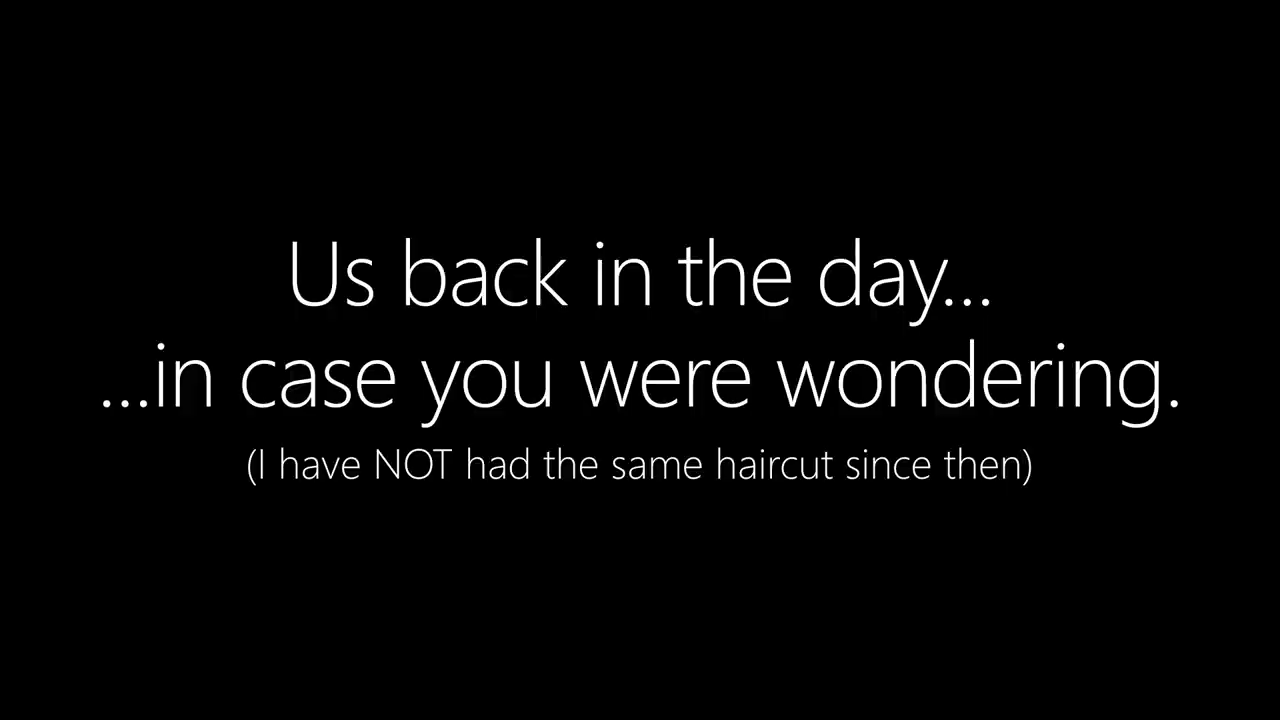 Us back in the day...
...in case you were wondering.
(I have NOT had the same haircut since then)